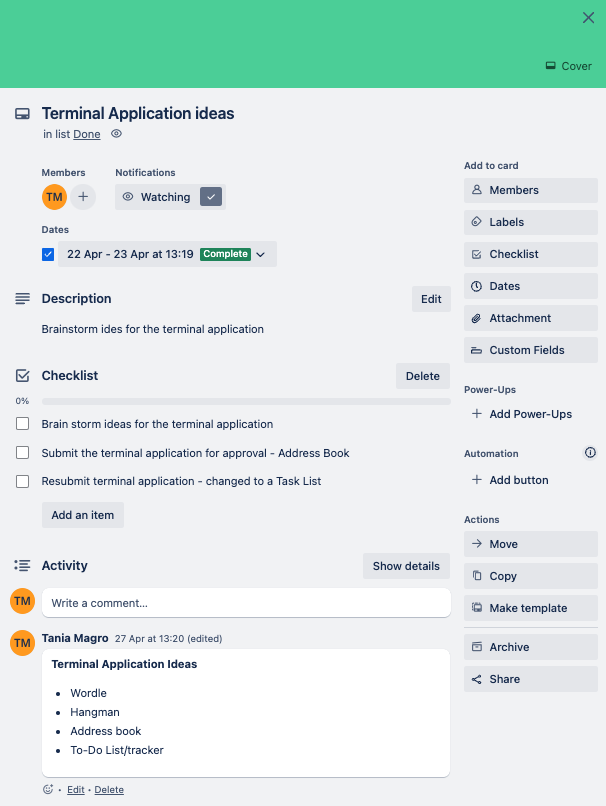 Cover
Terminal Application ideas
in list Done
Members
Notifications
TM
Watching
Dates
22 Apr - 23 Apr at 13:19 Complete
Description
Edit
Brainstorm ides for the terminal application
Checklist
Delete
0%
Brain storm ideas for the terminal application
Submit the terminal application for approval - Address Book
Resubmit terminal application - changed to a Task List
Add an item
Activity
Show details
TM
Write a comment...
TM
Tania Magro 27 Apr at 13:20 (edited)
Terminal Application Ideas
• Wordle
• Hangman
• Address book
• To-Do List/tracker
• Edit • Delete
Add to card
Members
Labels
Checklist
Dates
Attachment
Custom Fields
Power-Ups
+ Add Power-Ups
Automation
+ Add button
Actions
Move
Copy
Make template
Archive
Share